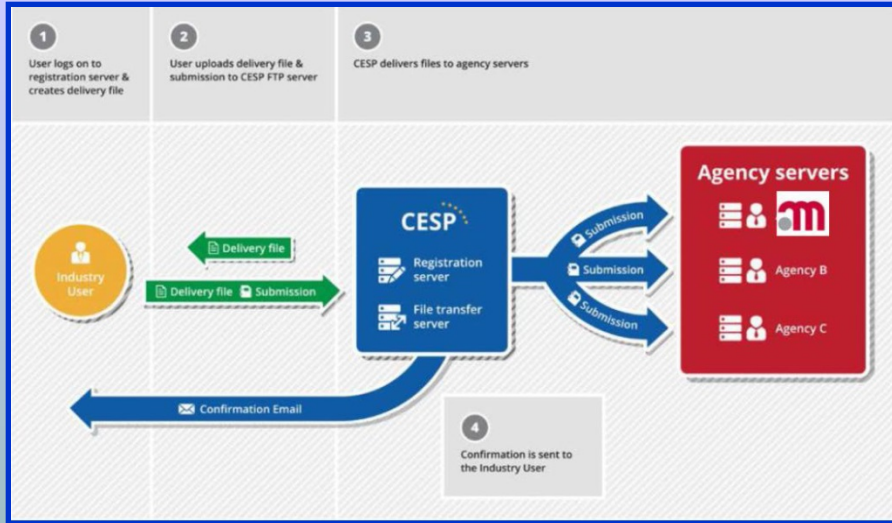 1
User logs on to
registration server &
creates delivery file
2
User uploads delivery file &
submission to CESP FTP server
3
CESP delivers files to agency servers
Industry
User
Delivery file
Delivery file Submission
CESP
Registration
server
File transfer
server
Submission
Submission
Submission
Agency servers
m
Agency B
Agency C
Confirmation Email
4
Confirmation is sent to
the Industry User